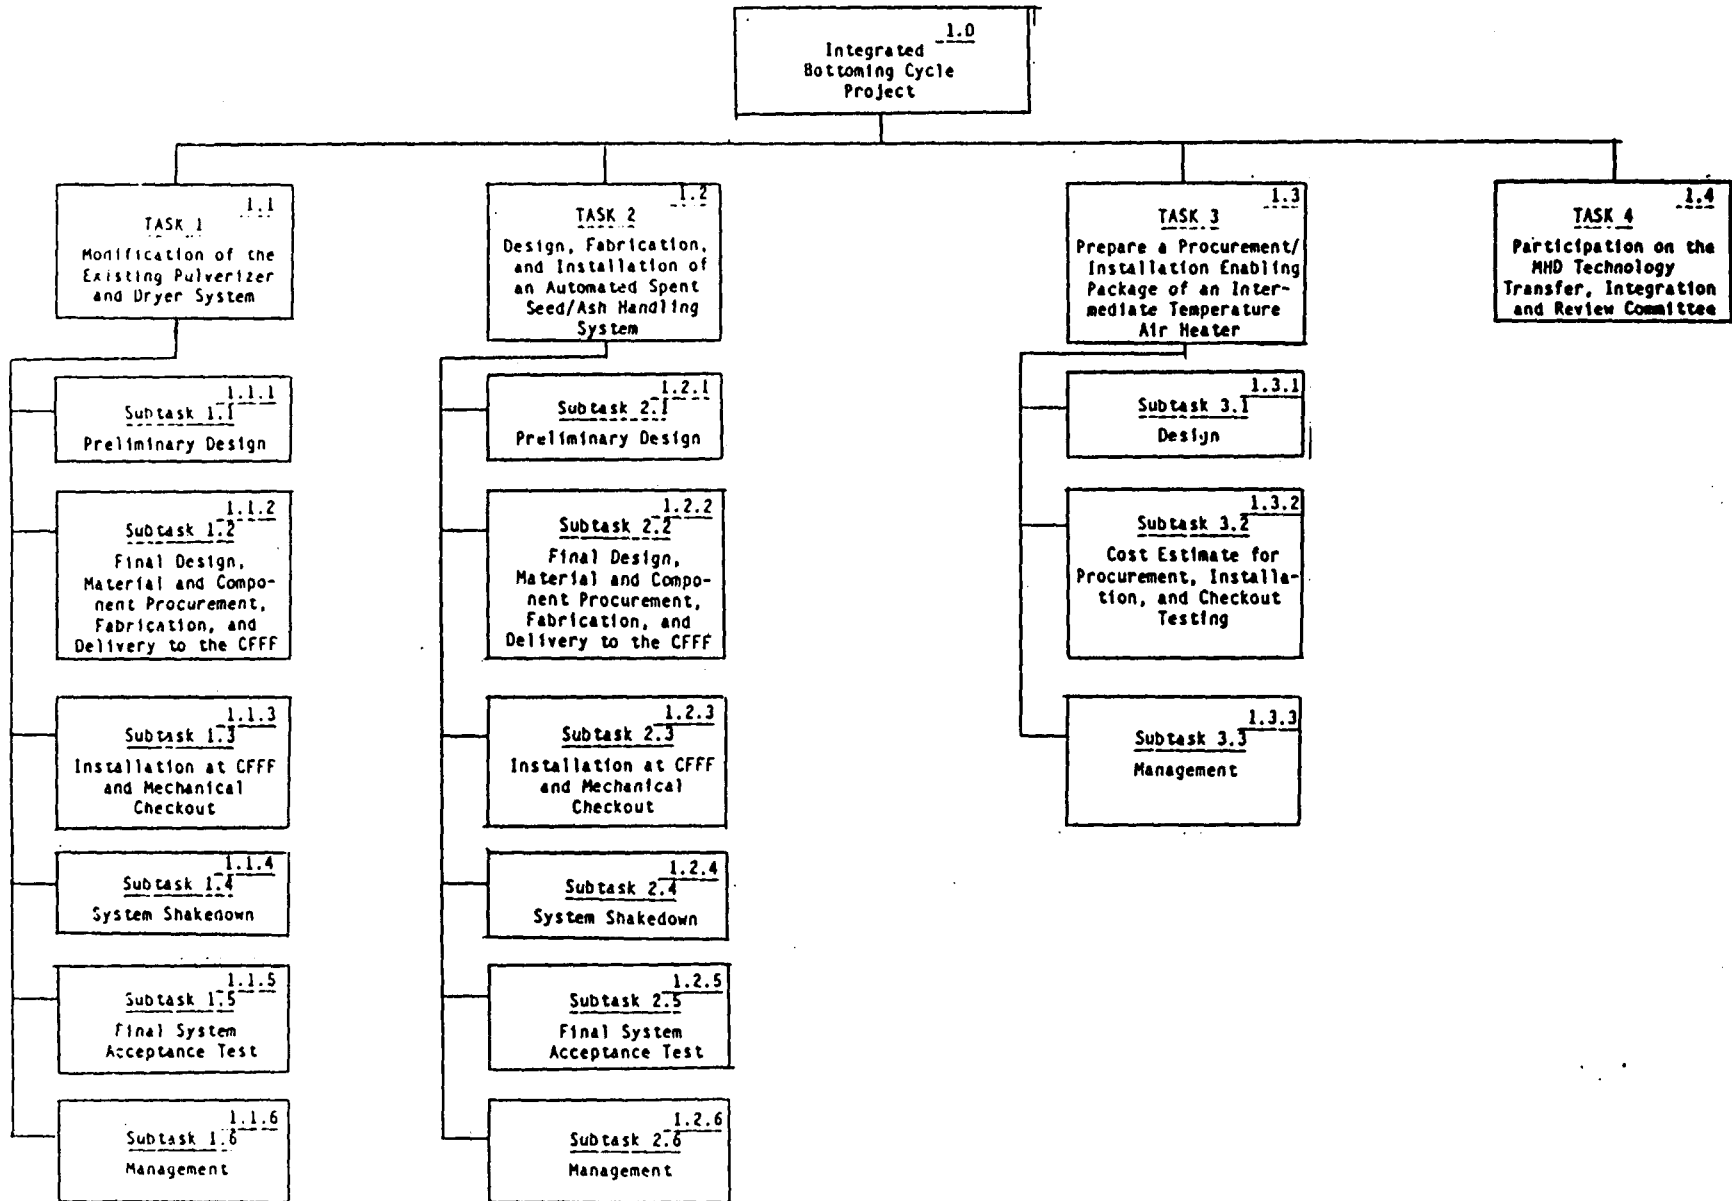 1.0
Integrated
Bottoming Cycle
Project
1.1
TASK 1
Modification of the
Existing Pulverizer
and Dryer System
1.1.1
Subtask 1.1
Preliminary Design
1.1.2
Subtask 1.2
Final Design,
Material and Compo-
nent Procurement,
Fabrication, and
Delivery to the CFFF
1.1.3
Subtask 1.3
Installation at CFFF
and Mechanical
Checkout
1.1.4
Subtask 1.4
System Shakedown
1.1.5
Subtask 1.5
Final System
Acceptance Test
1.1.6
Subtask 1.6
Management
1.2
TASK 2
Design, Fabrication,
and Installation of
an Automated Spent
Seed/Ash Handling
System
1.2.1
Subtask 2.1
Preliminary Design
1.2.2
Subtask 2.2
Final Design,
Material and Compo-
nent Procurement,
Fabrication, and
Delivery to the CFFF
1.2.3
Subtask 2.3
Installation at CFFF
and Mechanical
Checkout
1.2.4
Subtask 2.4
System Shakedown
1.2.5
Subtask 2.5
Final System
Acceptance Test
1.2.6
Subtask 2.6
Management
1.3
TASK 3
Prepare a Procurement/
Installation Enabling
Package of an Inter-
mediate Temperature
Air Heater
1.3.1
Subtask 3.1
Design
1.3.2
Subtask 3.2
Cost Estimate for
Procurement, Installa-
tion, and Checkout
Testing
1.3.3
Subtask 3.3
Management
1.4
TASK 4
Participation on the
MHD Technology
Transfer, Integration
and Review Committee